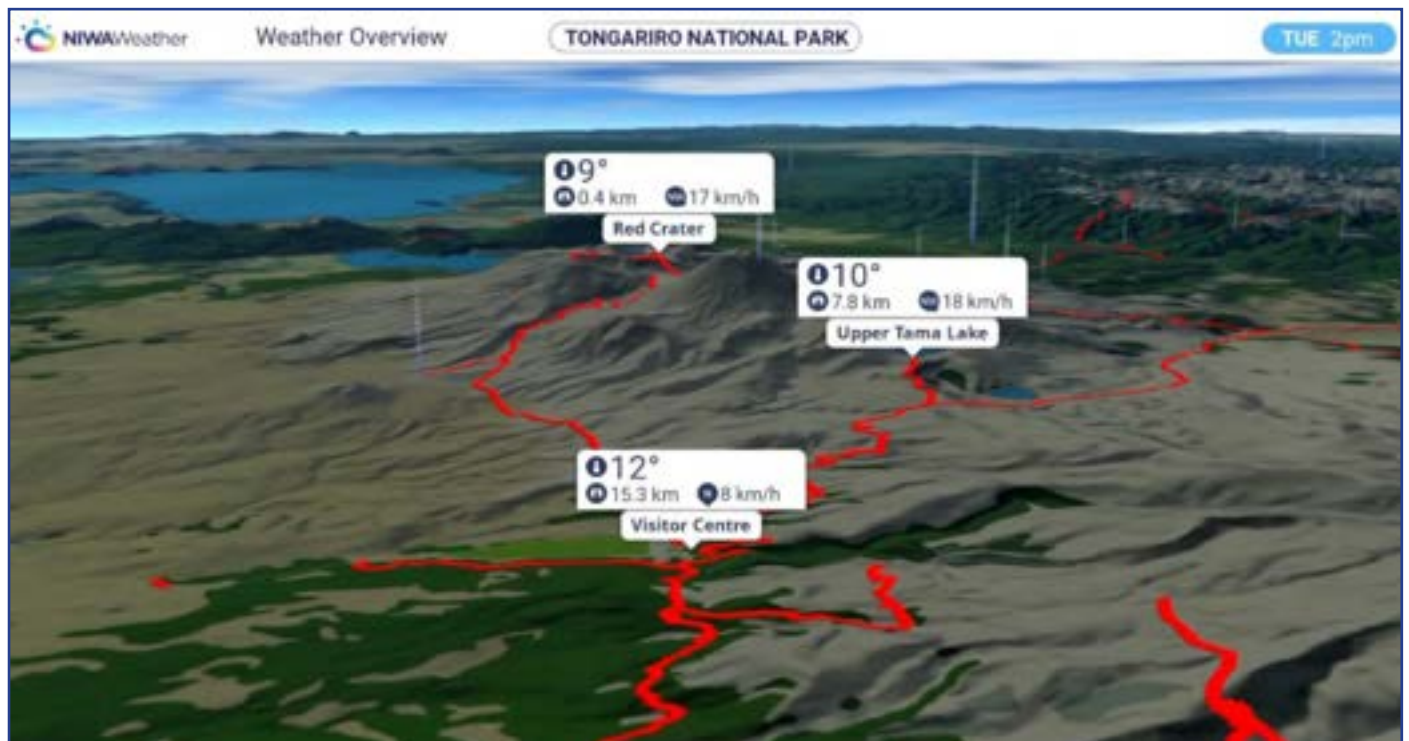 NIWAWeather Weather Overview TONGARIRO NATIONAL PARK TUE 2pm
9°
0.4 km 17 km/h
Red Crater
10°
7.8 km 18 km/h
Upper Tama Lake
12°
15.3 km N 8 km/h
Visitor Centre